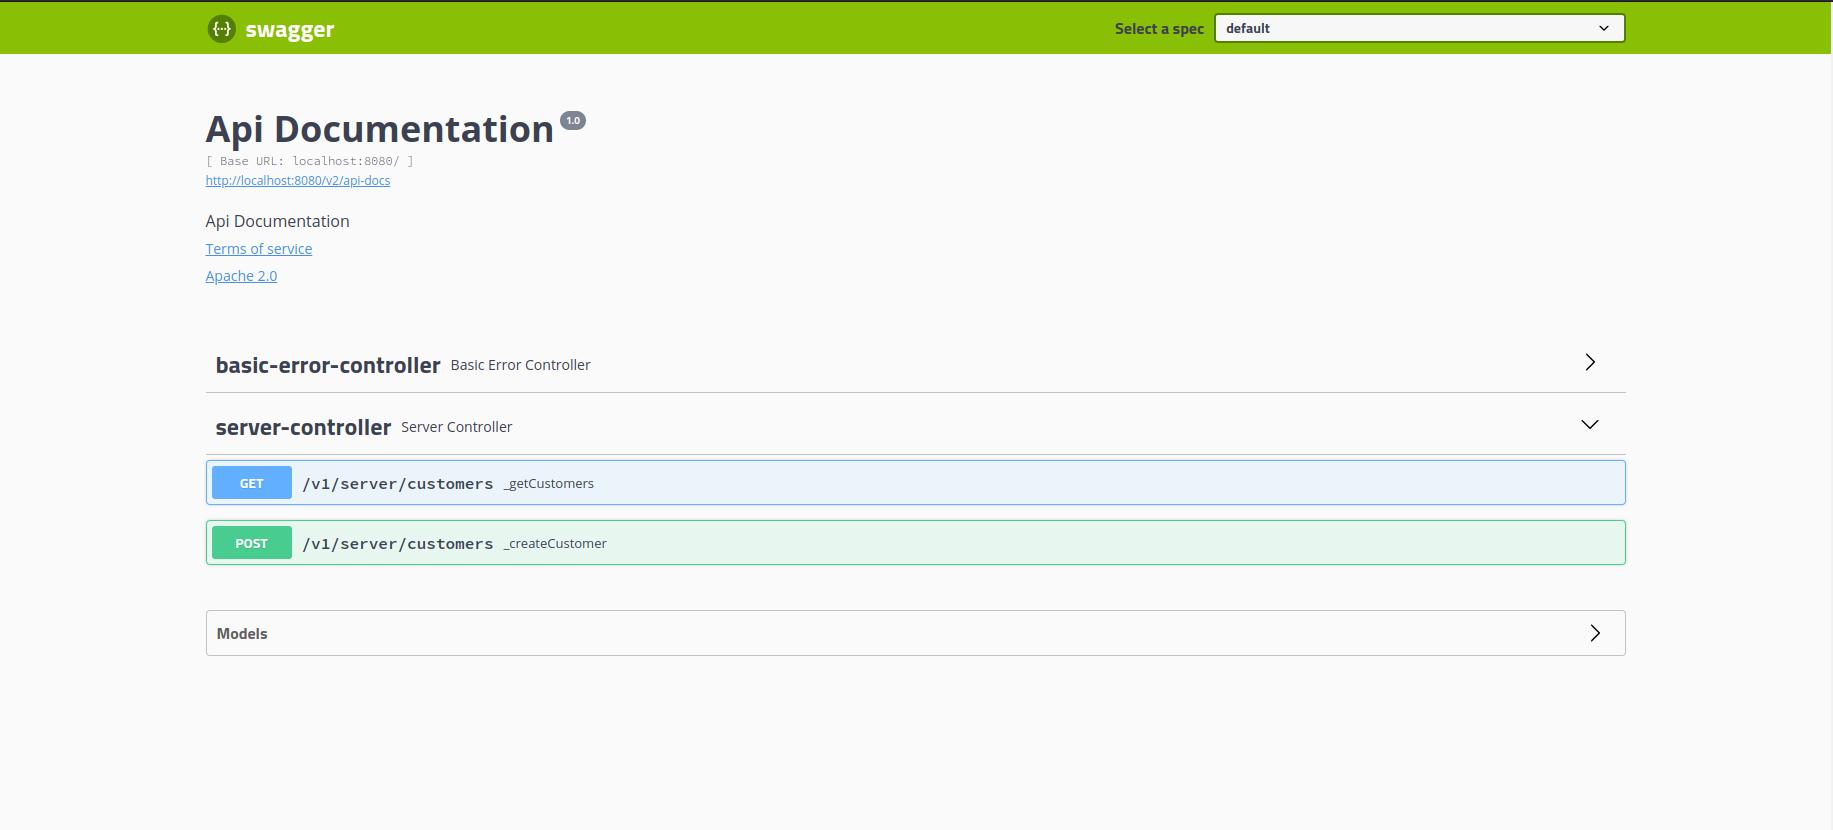 {··} swagger Select a spec default
Api Documentation 1.0
[ Base URL: localhost:8080/ ]
http://localhost:8080/v2/api-docs
Api Documentation
Terms of service
Apache 2.0
basic-error-controller Basic Error Controller
server-controller Server Controller
GET /v1/server/customers _getCustomers
POST /v1/server/customers _createCustomer
Models